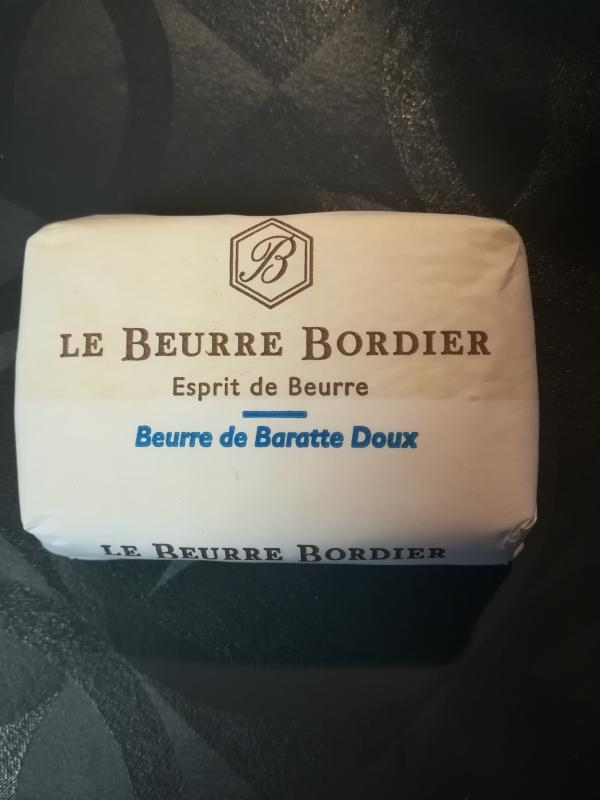 B
LE BEURRE BORDIER
Esprit de Beurre
Beurre de Baratte Doux
LE BEURRE BORDIER